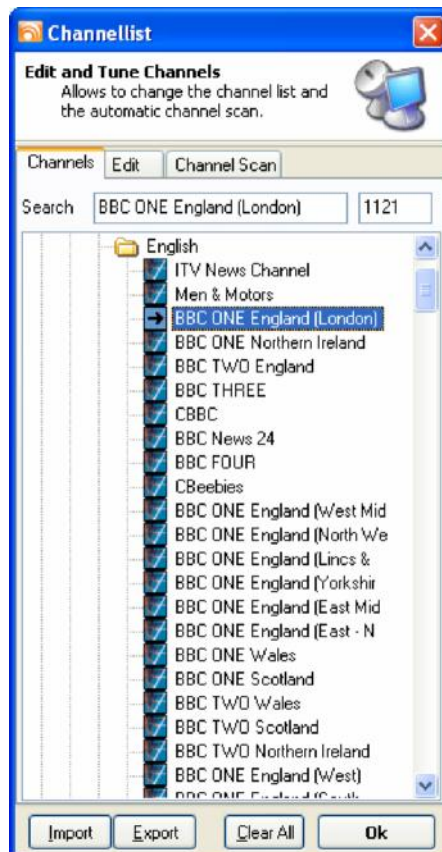 Channellist
Edit and Tune Channels
Allows to change the channel list and
the automatic channel scan.
Channels Edit Channel Scan
Search BBC ONE England (London) 1121
English
ITV News Channel
Men & Motors
BBC ONE England (London)
BBC ONE Northern Ireland
BBC TWO England
BBC THREE
CBBC
BBC News 24
BBC FOUR
CBeebies
BBC ONE England (West Mid
BBC ONE England (North We
BBC ONE England (Lincs &
BBC ONE England (Yorkshir
BBC ONE England (East Mid
BBC ONE England (East - N
BBC ONE Wales
BBC ONE Scotland
BBC TWO Wales
BBC TWO Scotland
BBC TWO Northern Ireland
BBC ONE England (West)
BBC ONE England (South
Import Export Clear All Ok